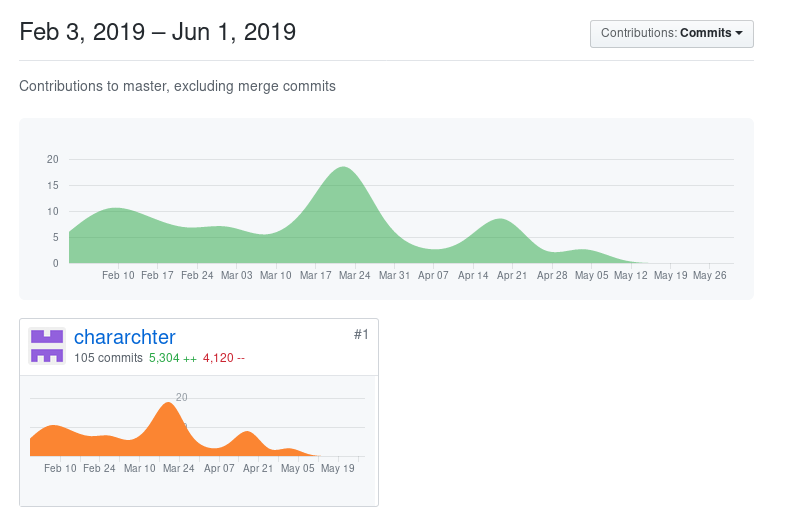 Feb 3, 2019 – Jun 1, 2019
Contributions: Commits
Contributions to master, excluding merge commits
20
15
10
5
0
Feb 10 Feb 17 Feb 24 Mar 03 Mar 10 Mar 17 Mar 24 Mar 31 Apr 07 Apr 14 Apr 21 Apr 28 May 05 May 12 May 19 May 26
chararchter #1
105 commits 5,304 ++ 4,120 --
20
Feb 10 Feb 24 Mar 10 Mar 24 Apr 07 Apr 21 May 05 May 19